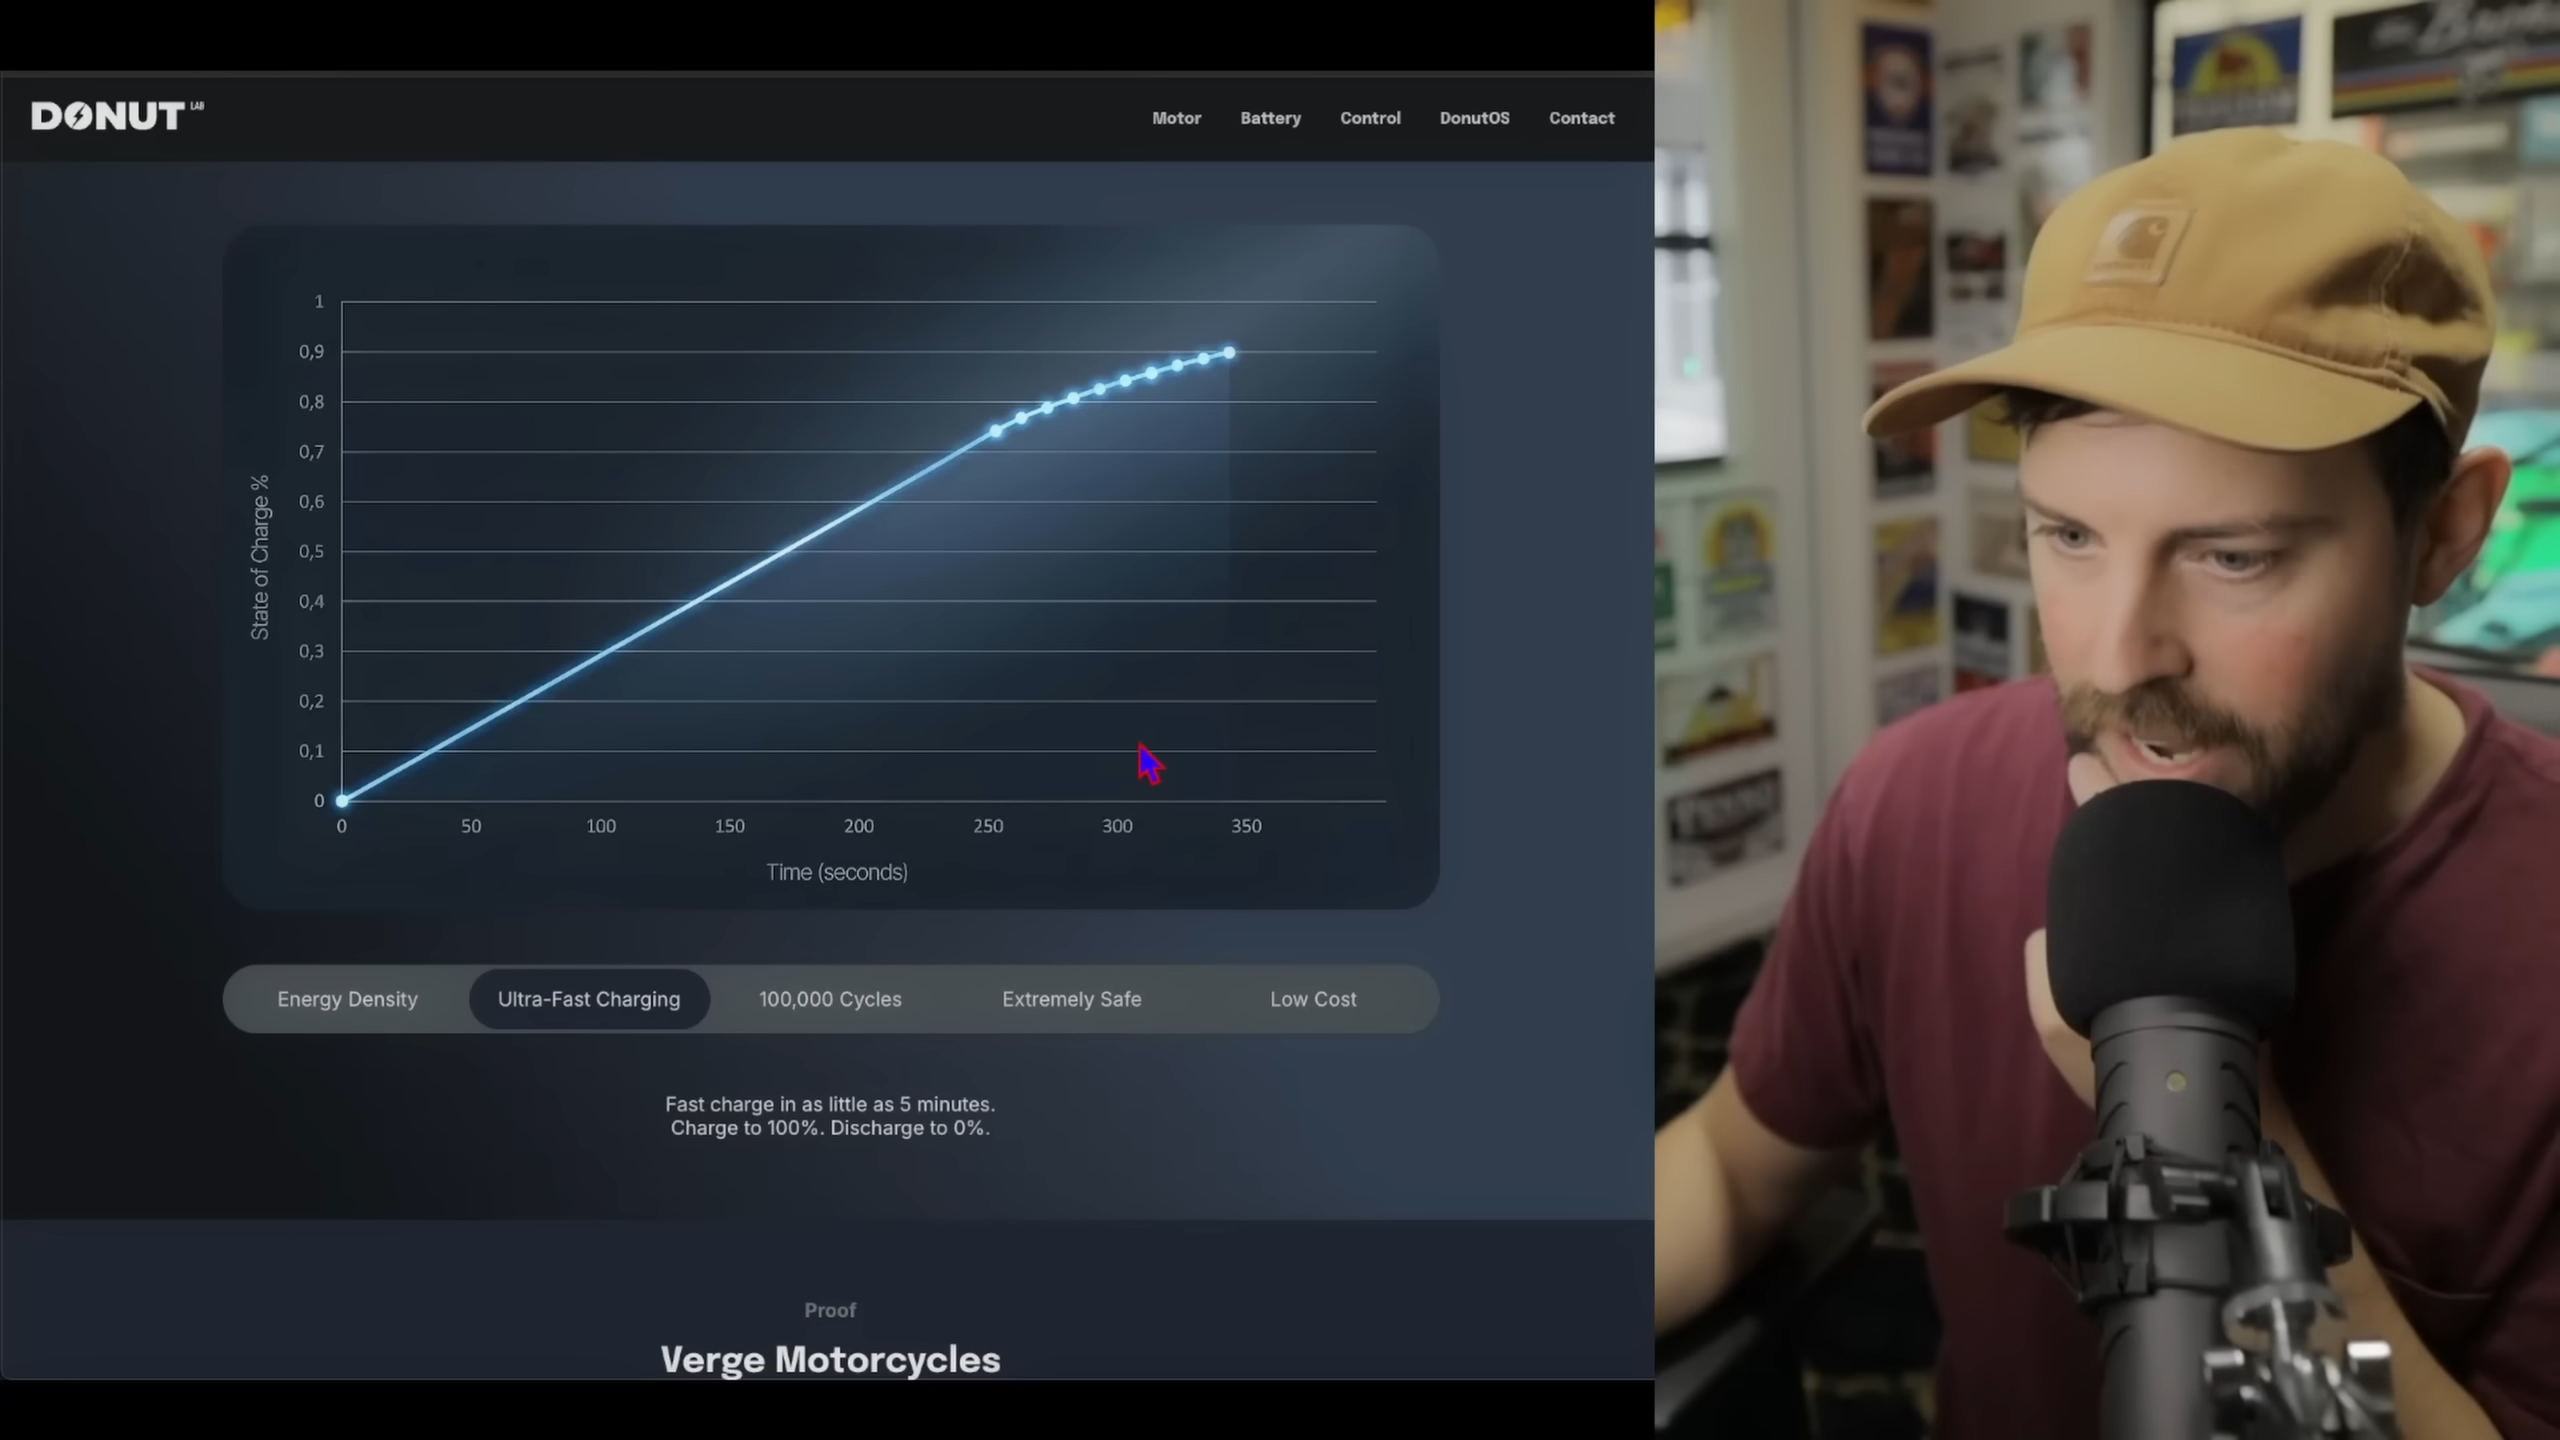 DONUT LAB
Motor Battery Control DonutOS Contact
1
0,9
0,8
0,7
0,6
0,5
0,4
0,3
0,2
0,1
0
State of Charge %
0 50 100 150 200 250 300 350
Time (seconds)
Energy Density Ultra-Fast Charging 100,000 Cycles Extremely Safe Low Cost
Fast charge in as little as 5 minutes.
Charge to 100%. Discharge to 0%.
Proof
Verge Motorcycles